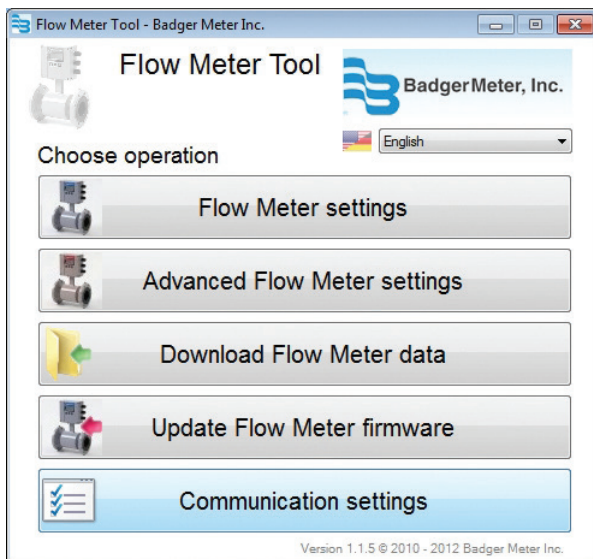 Flow Meter Tool - Badger Meter Inc.
Flow Meter Tool
BadgerMeter, Inc.
English
Choose operation
Flow Meter settings
Advanced Flow Meter settings
Download Flow Meter data
Update Flow Meter firmware
Communication settings
Version 1.1.5 © 2010 - 2012 Badger Meter Inc.